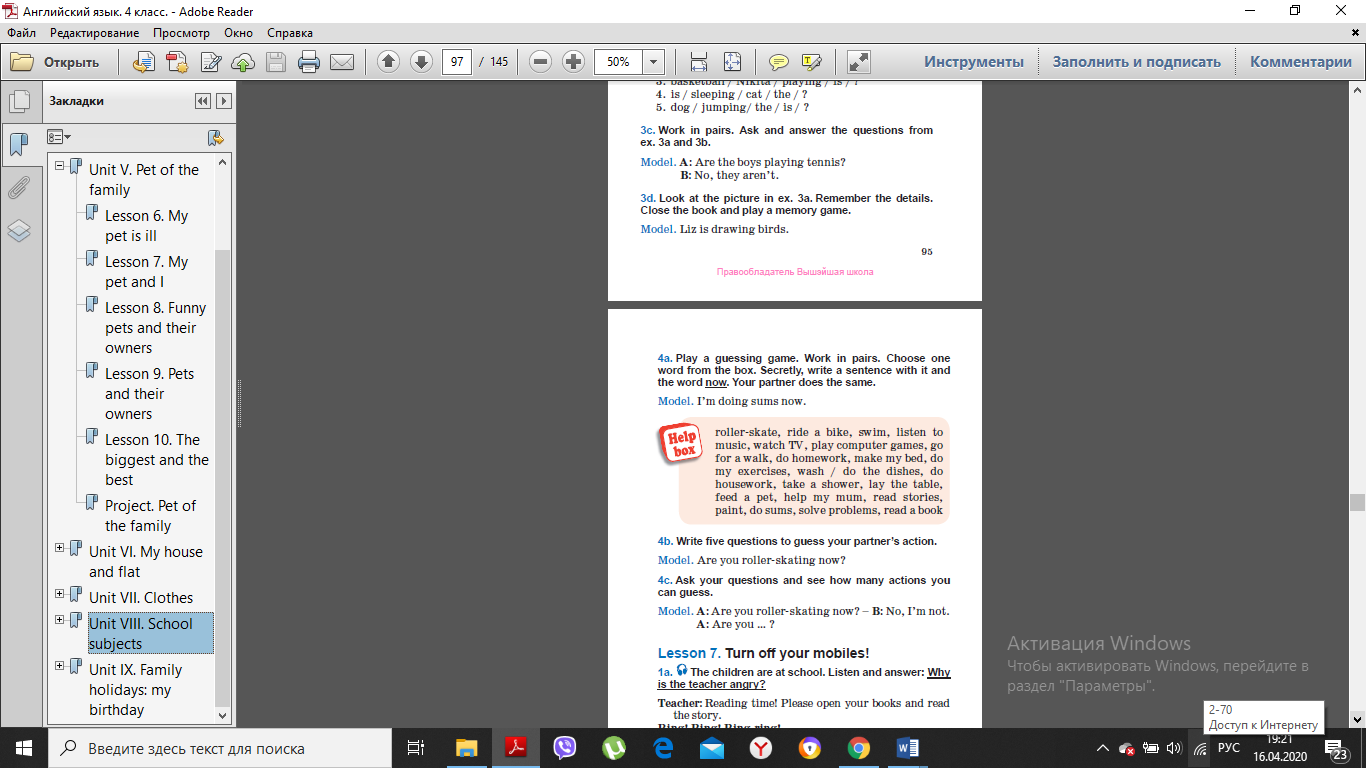 Английский язык. 4 класс. - Adobe Reader
Файл Редактирование Просмотр Окно Справка
Открыть 97 / 145 50% Инструменты Заполнить и подписать Комментарии
Закладки
Unit V. Pet of the
family
Lesson 6. My
pet is ill
Lesson 7. My
pet and I
Lesson 8. Funny
pets and their
owners
Lesson 9. Pets
and their
owners
Lesson 10. The
biggest and the
best
Project. Pet of
the family
Unit VI. My house
and flat
Unit VII. Clothes
Unit VIII. School
subjects
Unit IX. Family
holidays: my
birthday
3. basketball / Nikita / playing / is / ?
4. is / sleeping / cat / the / ?
5. dog / jumping/ the / is / ?
3c. Work in pairs. Ask and answer the questions from
ex. 3a and 3b.
Model. A: Are the boys playing tennis?
B: No, they aren't.
3d. Look at the picture in ex. 3a. Remember the details.
Close the book and play a memory game.
Model. Liz is drawing birds.
95
Правообладатель Вышэйшая школа
4a. Play a guessing game. Work in pairs. Choose one
word from the box. Secretly, write a sentence with it and
the word now. Your partner does the same.
Model. I'm doing sums now.
Help
box
roller-skate, ride a bike, swim, listen to
music, watch TV, play computer games, go
for a walk, do homework, make my bed, do
my exercises, wash / do the dishes, do
housework, take a shower, lay the table,
feed a pet, help my mum, read stories,
paint, do sums, solve problems, read a book
4b. Write five questions to guess your partner's action.
Model. Are you roller-skating now?
4c. Ask your questions and see how many actions you
can guess.
Model. A: Are you roller-skating now? – B: No, I'm not.
A: Are you ... ?
Lesson 7. Turn off your mobiles!
1a. The children are at school. Listen and answer: Why
is the teacher angry?
Teacher: Reading time! Please open your books and read
the story.
Ring! Ring! Ring-ring!
Активация Windows
Чтобы активировать Windows, перейдите в
раздел "Параметры".
2-70
Доступ к Интернету
Введите здесь текст для поиска
РУС
19:21
16.04.2020
23